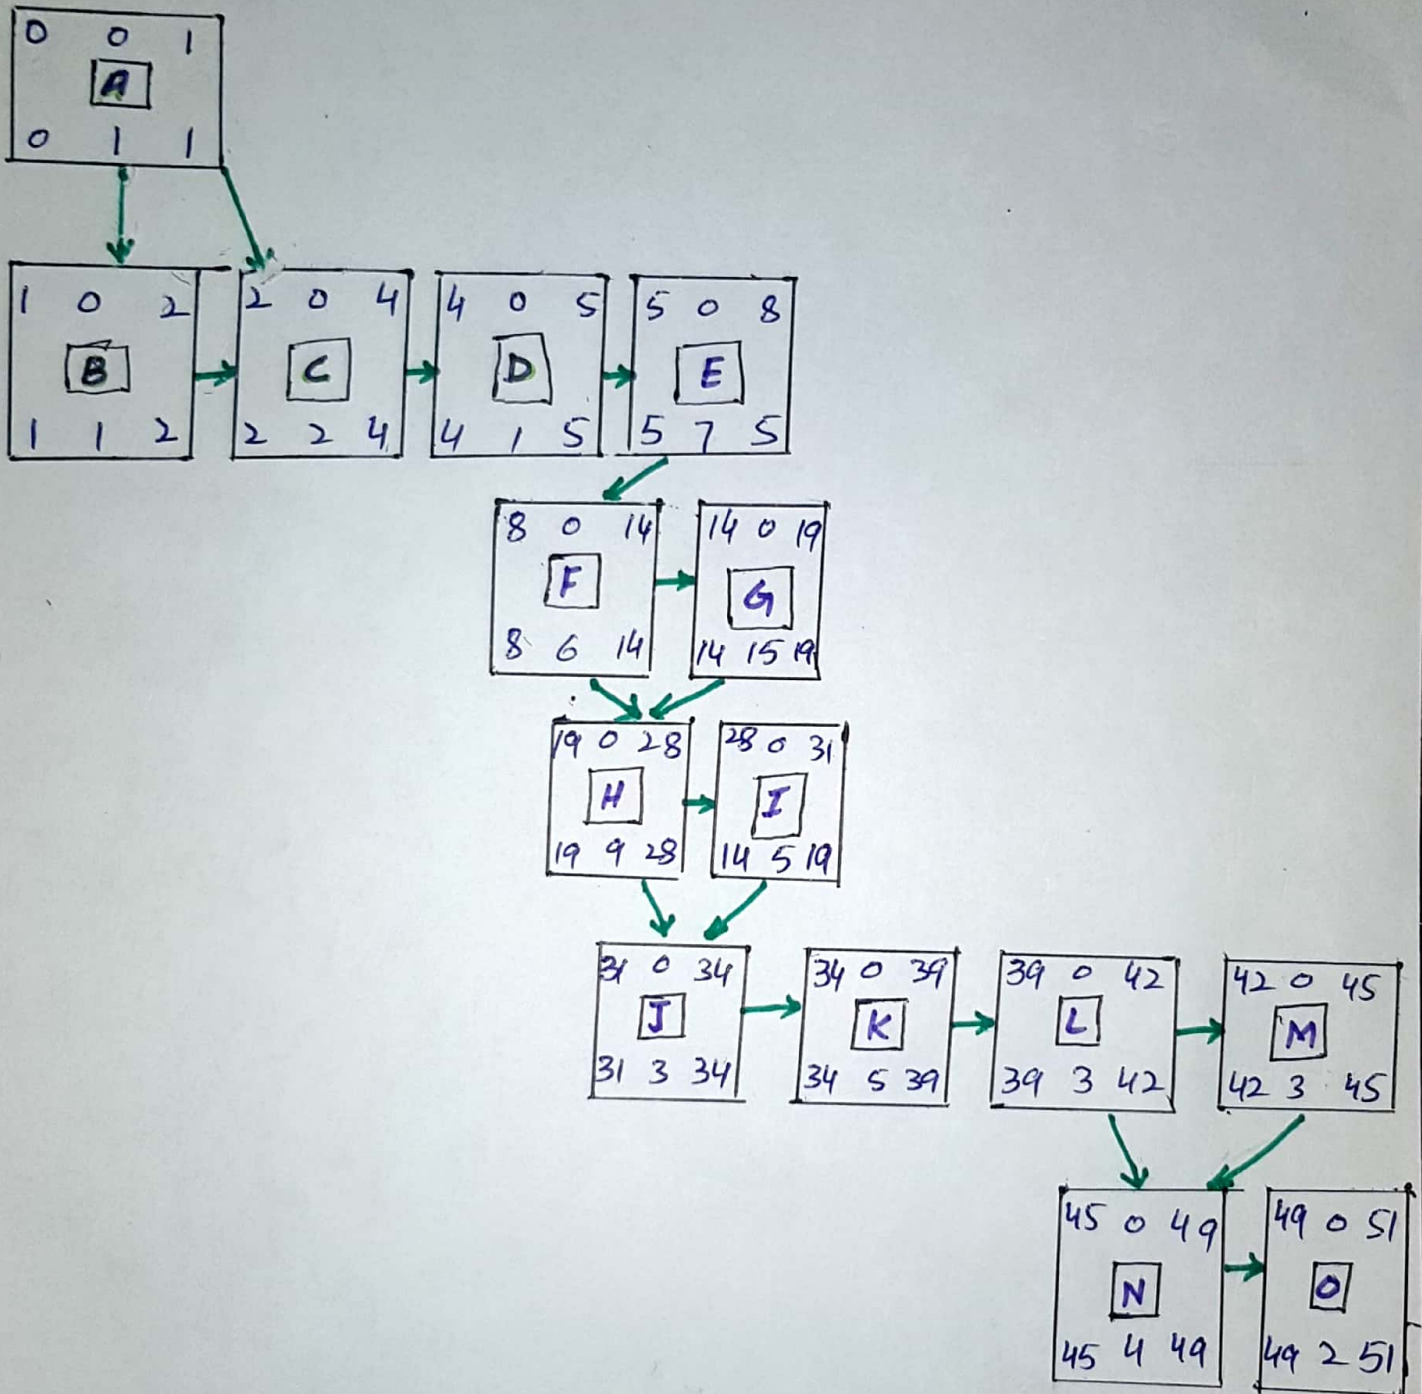 0 0 1
A
0 1 1
1 0 2
B
1 1 2
2 0 4
C
2 2 4
4 0 5
D
4 1 5
5 0 8
E
5 7 5
8 0 14
F
8 6 14
14 0 19
G
14 15 19
19 0 28
H
19 9 28
28 0 31
I
14 5 19
31 0 34
J
31 3 34
34 0 39
K
34 5 39
39 0 42
L
39 3 42
42 0 45
M
42 3 45
45 0 49
N
45 4 49
49 0 51
O
49 2 51